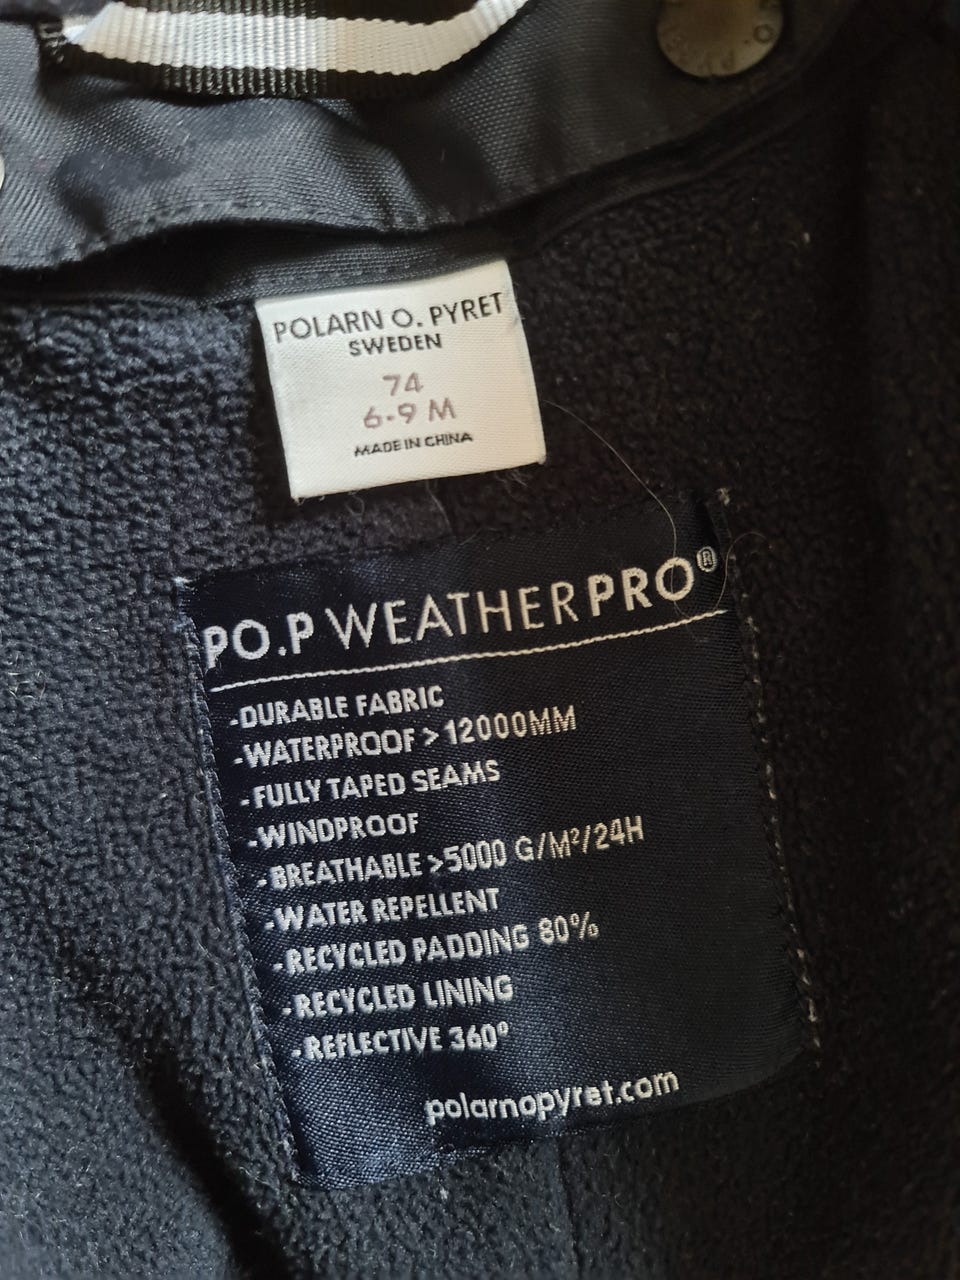 POLARN O. PYRET
SWEDEN
74
6-9 M
MADE IN CHINA
PO.P WEATHERPRO®
-DURABLE FABRIC
-WATERPROOF > 12000MM
-FULLY TAPED SEAMS
-WINDPROOF
-BREATHABLE >5000 G/M²/24H
-WATER REPELLENT
-RECYCLED PADDING 80%
-RECYCLED LINING
-REFLECTIVE 360°
polarnopyret.com